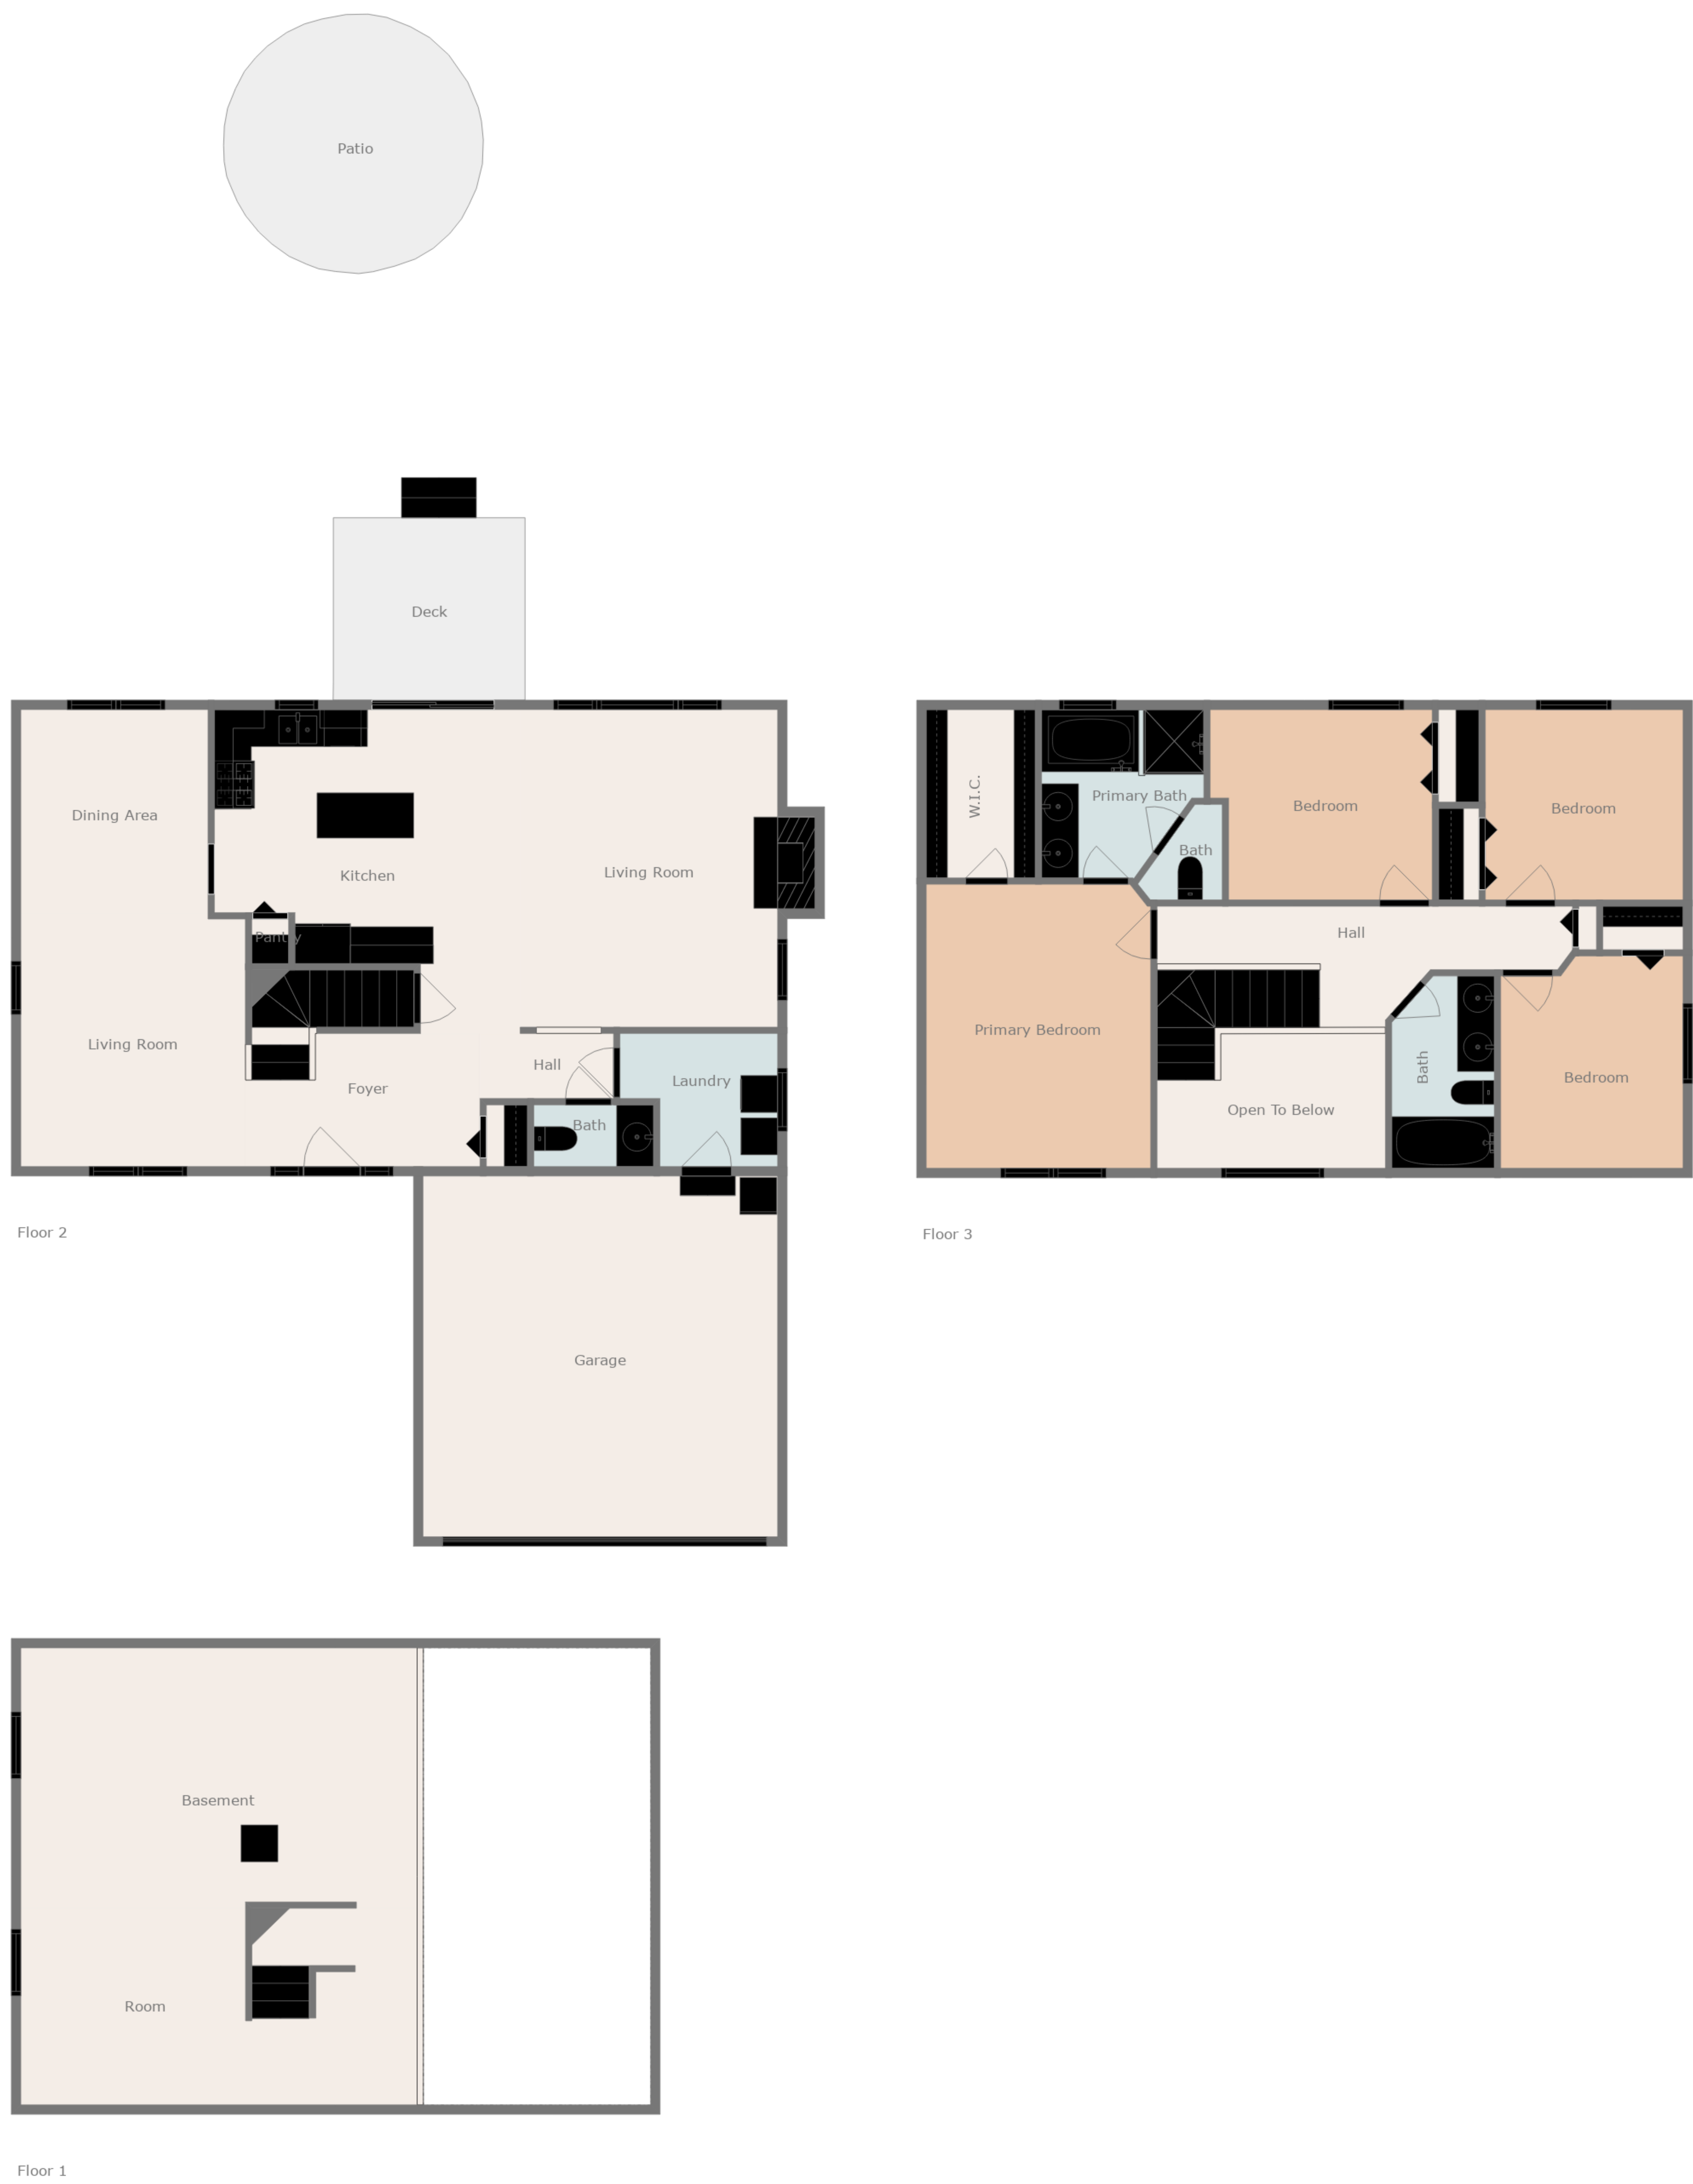 Patio
Deck
Dining Area
Kitchen
Living Room
Pantry
Living Room
Foyer
Hall
Laundry
Bath
Garage
Floor 2
W.I.C.
Primary Bath
Bath
Bedroom
Bedroom
Hall
Primary Bedroom
Open To Below
Bath
Bedroom
Floor 3
Basement
Room
Floor 1